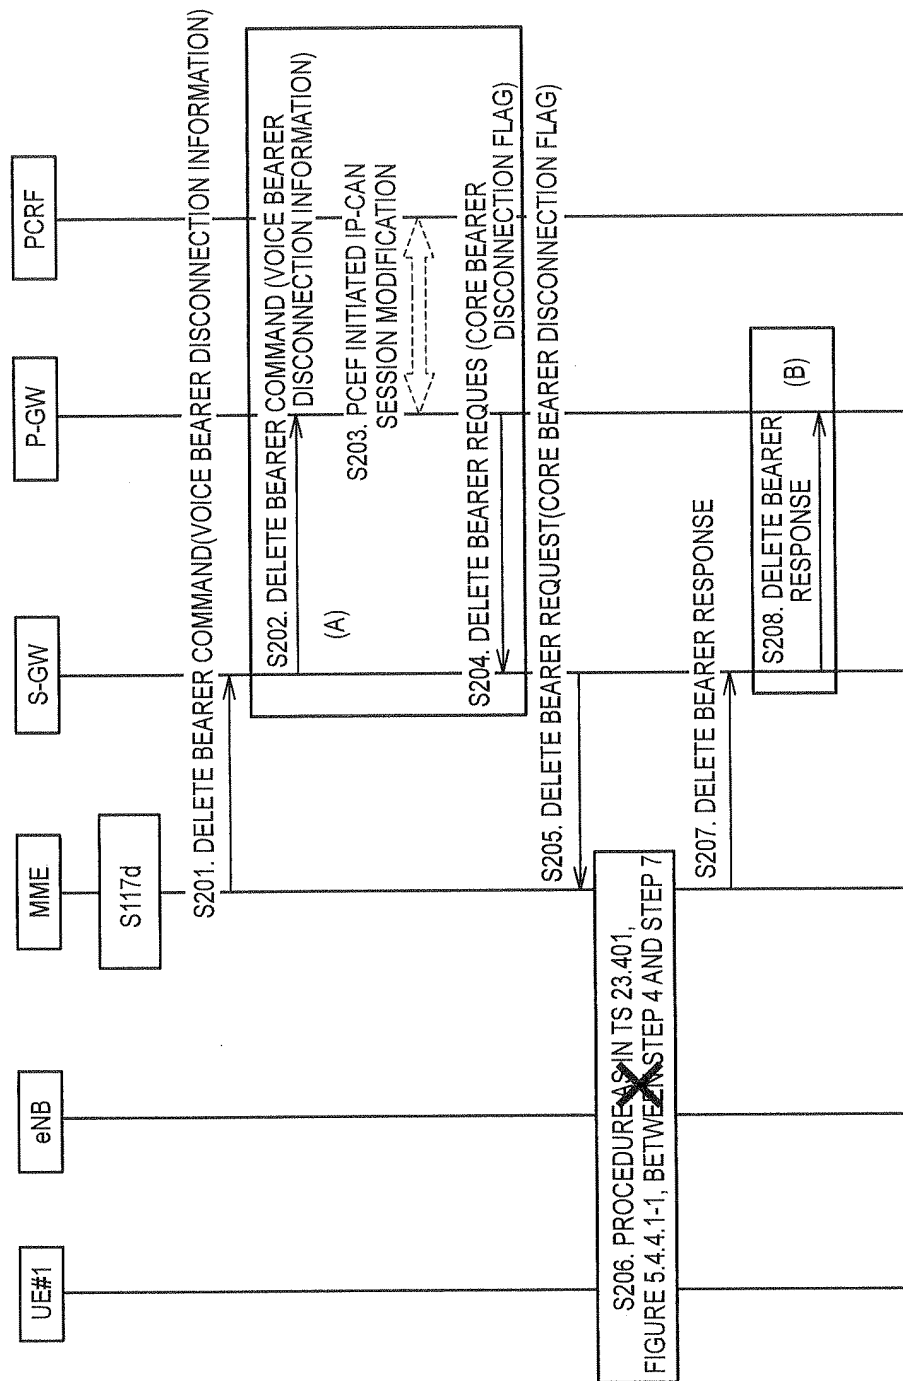 UE#1
eNB
MME
S-GW
P-GW
PCRF
S117d
S201. DELETE BEARER COMMAND(VOICE BEARER DISCONNECTION INFORMATION)
S202. DELETE BEARER COMMAND (VOICE BEARER
DISCONNECTION INFORMATION)
(A)
S203. PCEF INITIATED IP-CAN
SESSION MODIFICATION
S204. DELETE BEARER REQUES (CORE BEARER
DISCONNECTION FLAG)
S205. DELETE BEARER REQUEST(CORE BEARER DISCONNECTION FLAG)
S206. PROCEDURE AS IN TS 23.401,
FIGURE 5.4.4.1-1, BETWEEN STEP 4 AND STEP 7
S207. DELETE BEARER RESPONSE
S208. DELETE BEARER
RESPONSE
(B)